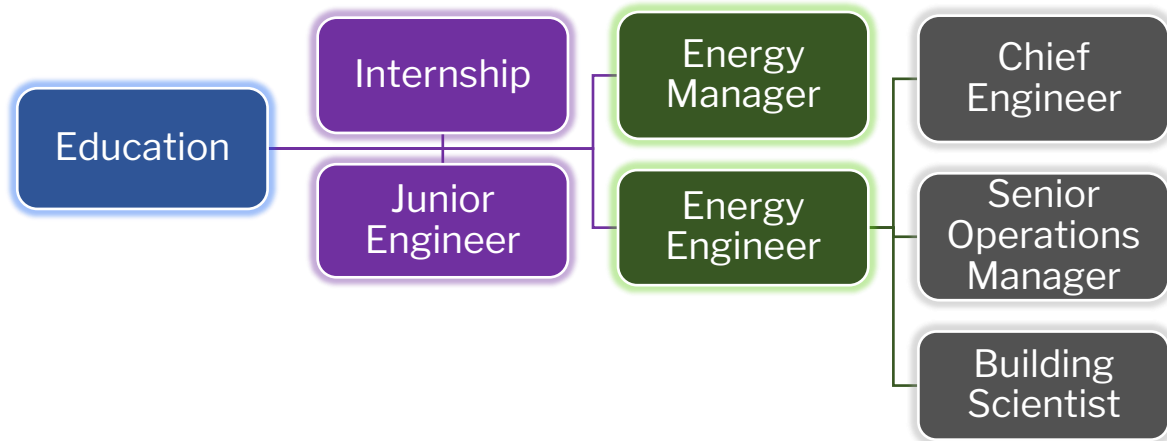 Education
Internship
Junior
Engineer
Energy
Manager
Energy
Engineer
Chief
Engineer
Senior
Operations
Manager
Building
Scientist